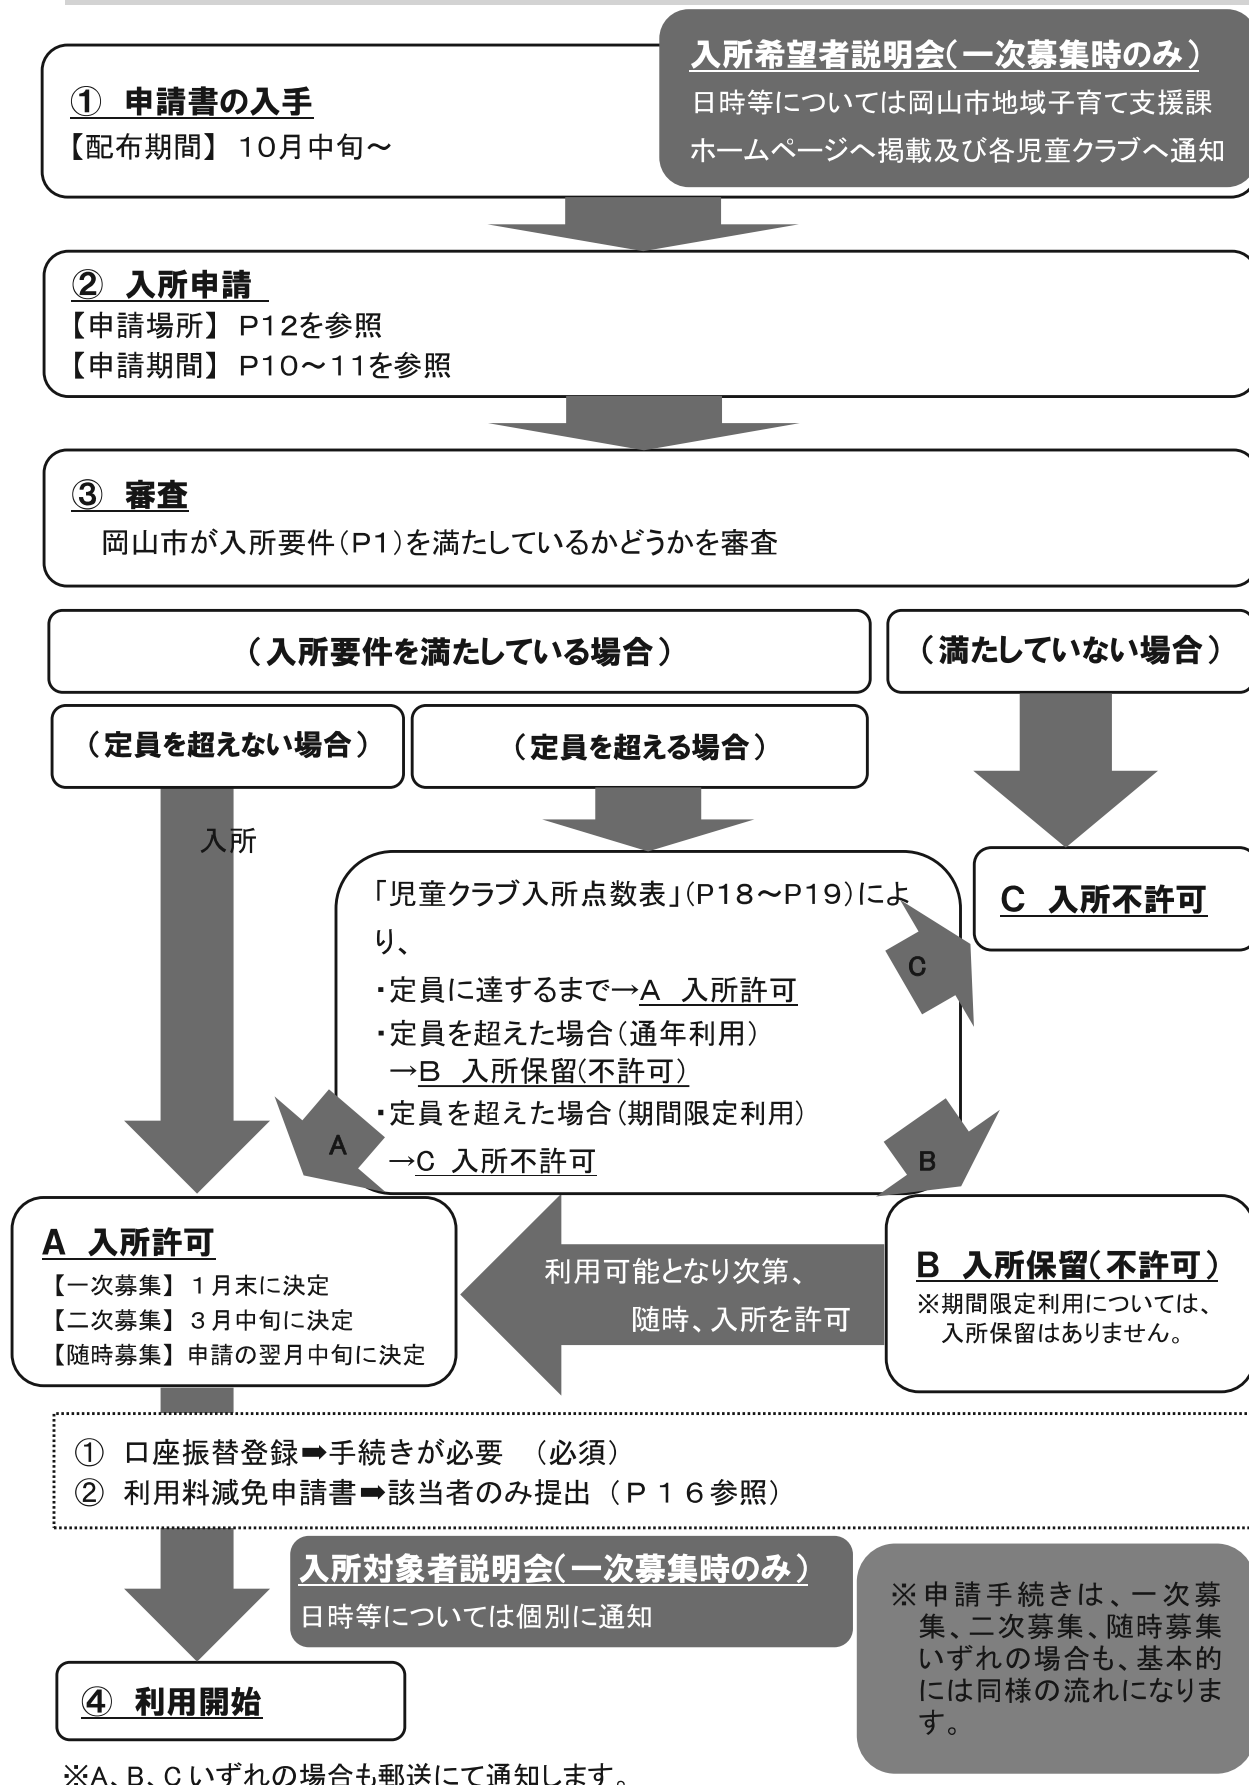 入所希望者説明会(一次募集時のみ)
日時等については岡山市地域子育て支援課
ホームページへ掲載及び各児童クラブへ通知
① 申請書の入手
【配布期間】 10月中旬～
② 入所申請
【申請場所】 P12を参照
【申請期間】 P10～11を参照
③ 審査
岡山市が入所要件(P1)を満たしているかどうかを審査
(入所要件を満たしている場合)
(満たしていない場合)
(定員を超えない場合)
(定員を超える場合)
入所
「児童クラブ入所点数表」(P18～P19)によ
り、
・定員に達するまで→A 入所許可
・定員を超えた場合(通年利用)
→B 入所保留(不許可)
・定員を超えた場合(期間限定利用)
→C 入所不許可
C
A
B
C 入所不許可
A 入所許可
【一次募集】 1月末に決定
【二次募集】 3月中旬に決定
【随時募集】 申請の翌月中旬に決定
利用可能となり次第、
随時、入所を許可
B 入所保留(不許可)
※期間限定利用については、
入所保留はありません。
① 口座振替登録➡手続きが必要 (必須)
② 利用料減免申請書➡該当者のみ提出 (P16参照)
入所対象者説明会(一次募集時のみ)
日時等については個別に通知
※申請手続きは、一次募
集、二次募集、随時募集
いずれの場合も、基本的
には同様の流れになりま
す。
④ 利用開始
※A、B、Cいずれの場合も郵送にて通知します。